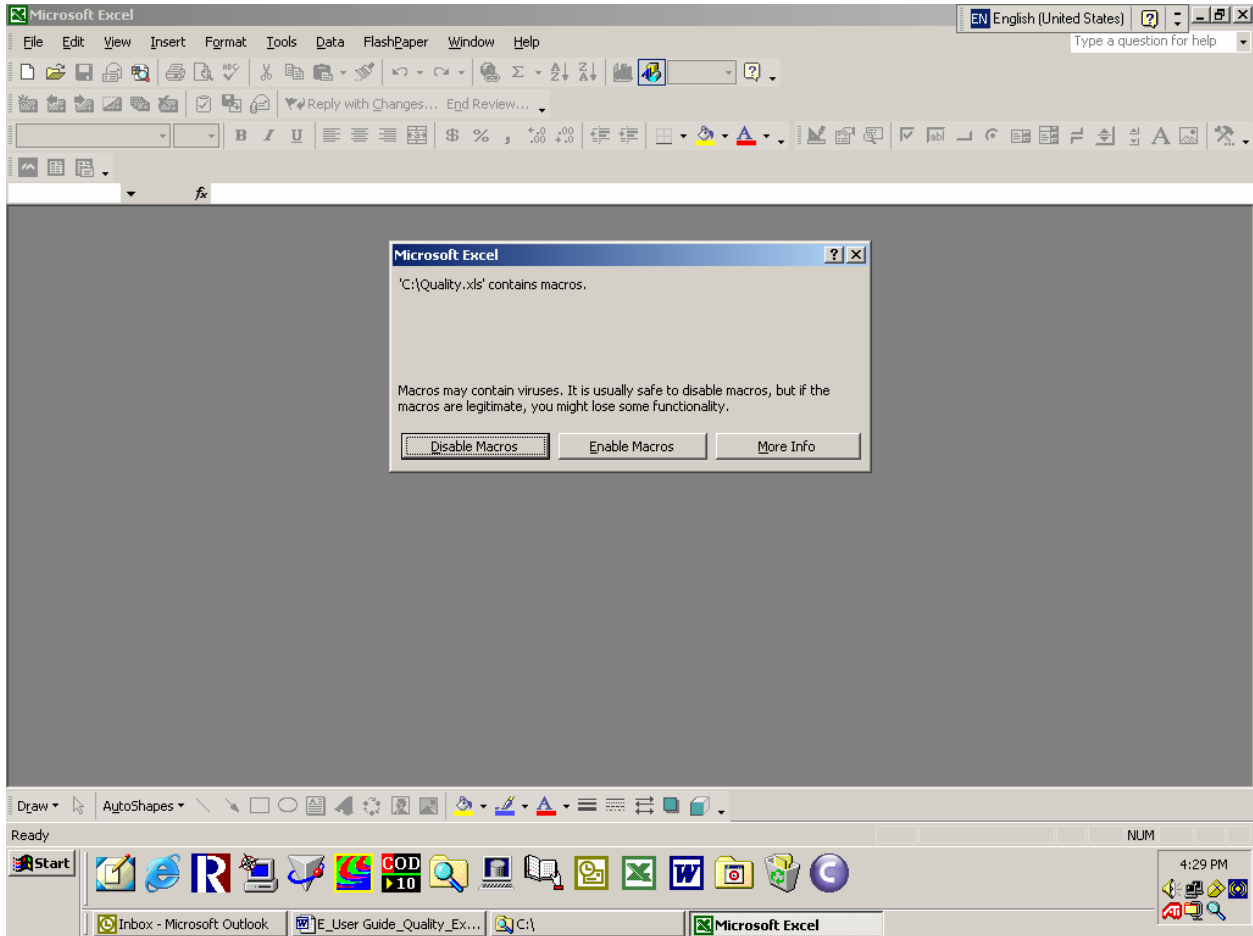 Microsoft Excel
EN English (United States)
File Edit View Insert Format Tools Data FlashPaper Window Help
Type a question for help
Reply with Changes... End Review...
B I U $ % ,
fx
Microsoft Excel
'C:\Quality.xls' contains macros.
Macros may contain viruses. It is usually safe to disable macros, but if the
macros are legitimate, you might lose some functionality.
Disable Macros Enable Macros More Info
Draw AutoShapes
Ready NUM
Start
COD
10
4:29 PM
Inbox - Microsoft Outlook E_User Guide_Quality_Ex... C:\ Microsoft Excel